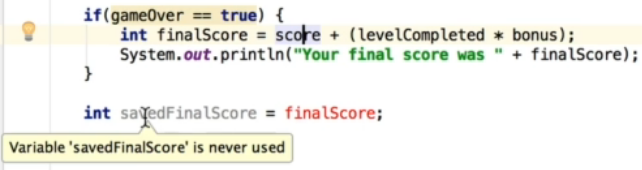 if(gameOver == true) {
int finalScore = score + (levelCompleted * bonus);
System.out.println("Your final score was " + finalScore);
}
int savedFinalScore = finalScore;
Variable 'savedFinalScore' is never used